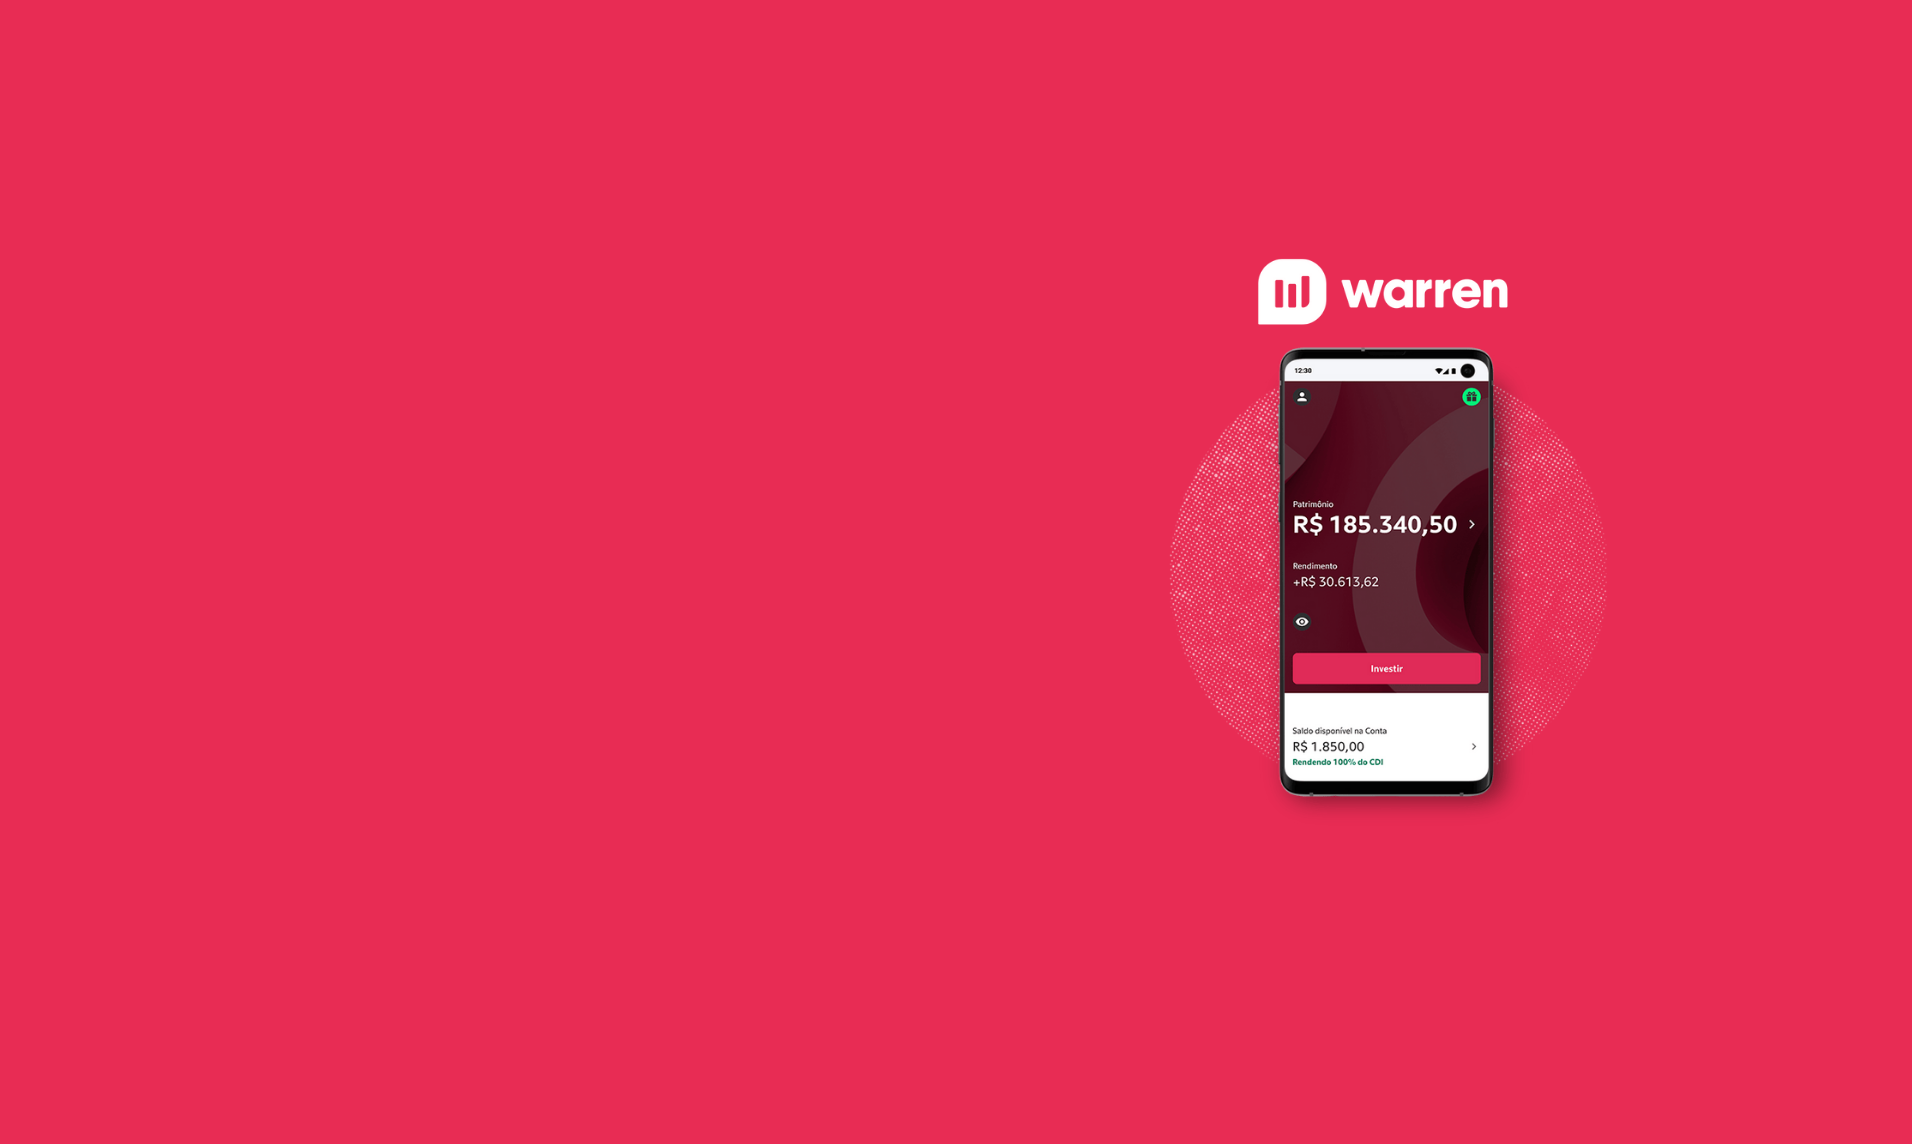 warren
12:30
Patrimônio
R$ 185.340,50
Rendimento
+R$ 30.613,62
Investir
Saldo disponível na Conta
R$ 1.850,00
Rendendo 100% do CDI